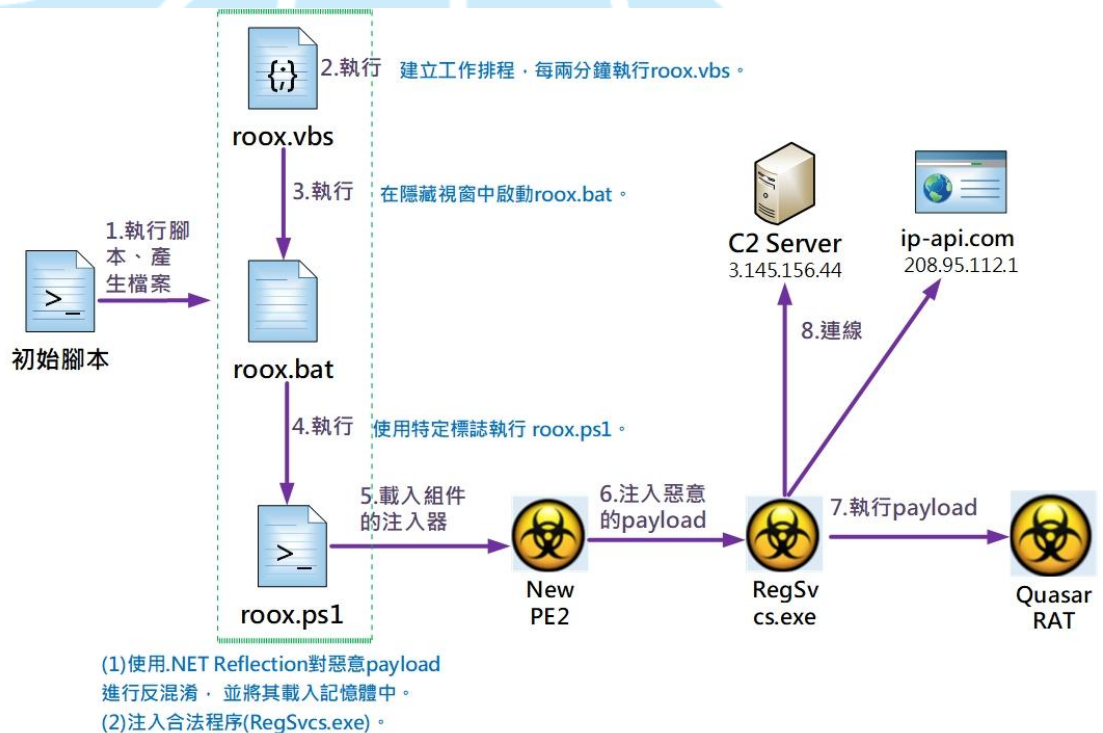 2.執行
建立工作排程，每兩分鐘執行roox.vbs。
roox.vbs
3.執行
在隱藏視窗中啟動roox.bat。
C2 Server
3.145.156.44
ip-api.com
208.95.112.1
1.執行腳
本、產
生檔案
初始腳本
roox.bat
8.連線
4.執行
使用特定標誌執行 roox.ps1。
5.載入組件
的注入器
6.注入惡意
的payload
7.執行payload
roox.ps1
New
PE2
RegSv
cs.exe
Quasar
RAT
(1)使用.NET Reflection對惡意payload
進行反混淆， 並將其載入記憶體中。
(2)注入合法程序(RegSvcs.exe)。